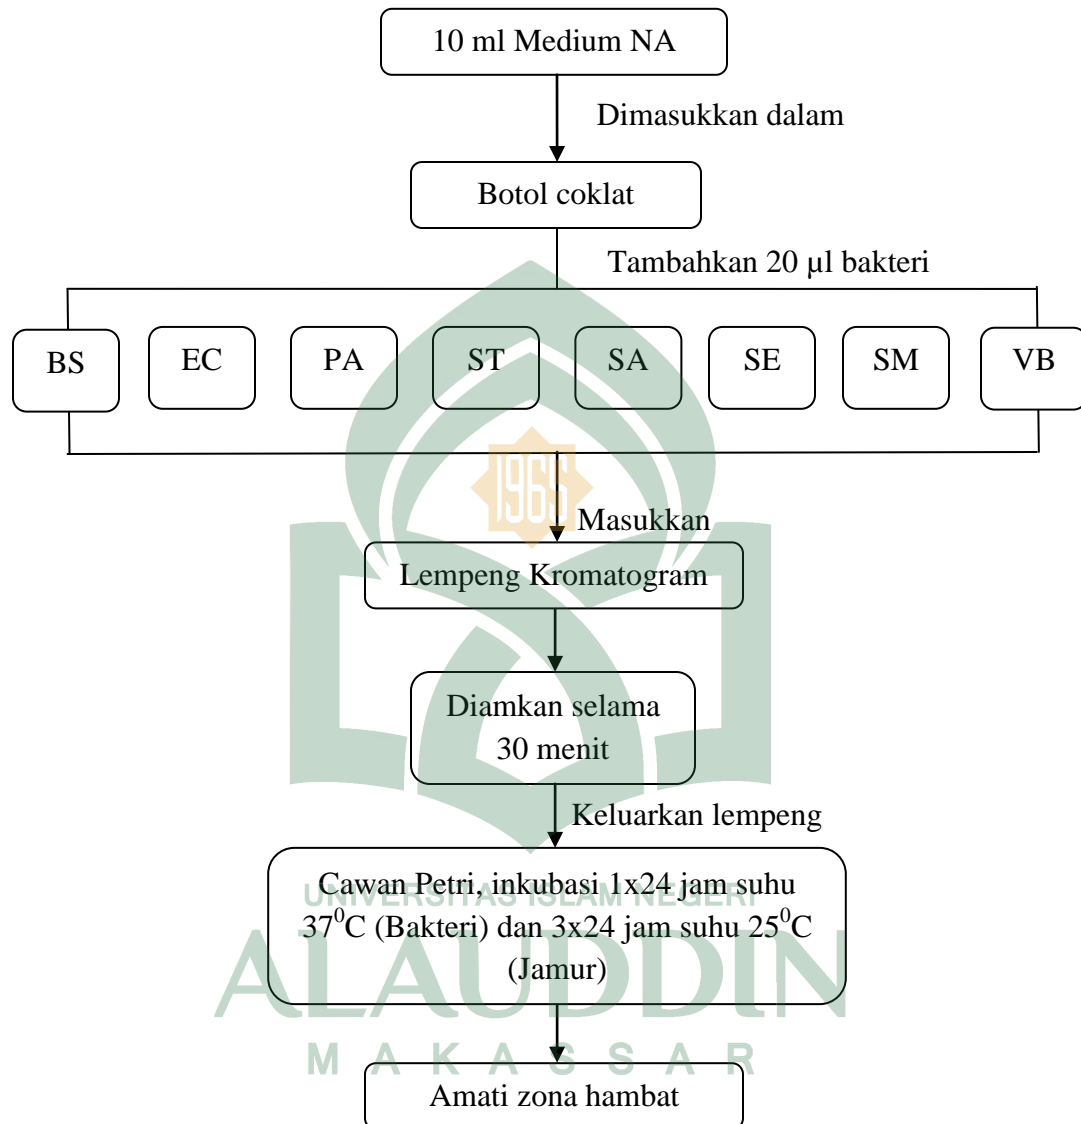 10 ml Medium NA
Dimasukkan dalam
Botol coklat
Tambahkan 20 µl bakteri
BS
EC
PA
ST
SA
SE
SM
VB
1965
Masukkan
Lempeng Kromatogram
Diamkan selama
30 menit
Keluarkan lempeng
Cawan Petri, inkubasi 1x24 jam suhu
37⁰C (Bakteri) dan 3x24 jam suhu 25⁰C
(Jamur)
UNIVERSITAS ISLAM NEGERI
ALAUDDIN
MAKASSAR
Amati zona hambat